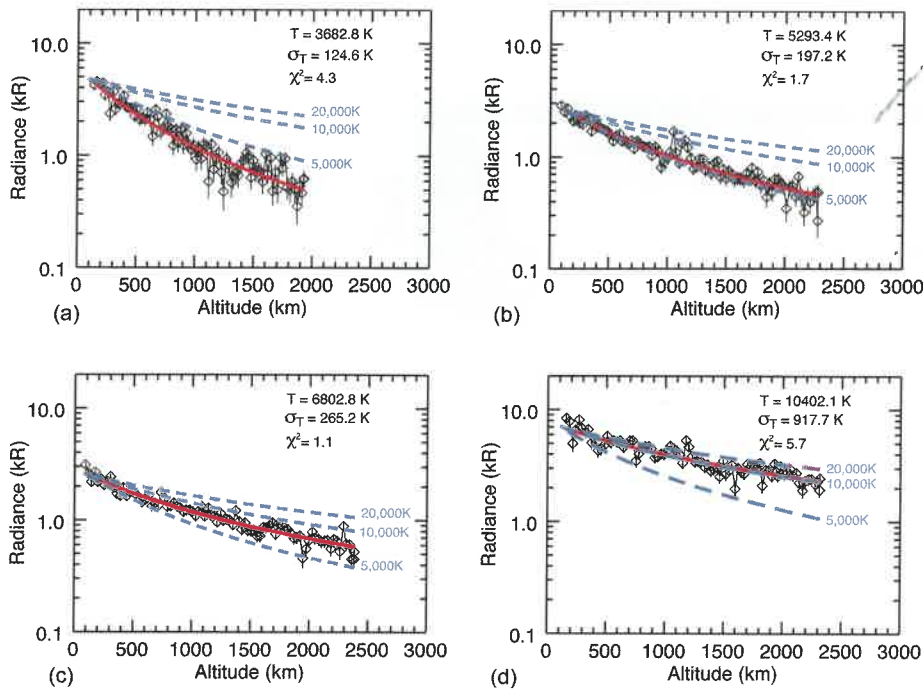 T = 3682.8 K
σT = 124.6 K
χ²= 4.3
20,000K
10,000K
5,000K
10.0
1.0
0.1
Radiance (kR)
0 500 1000 1500 2000 2500 3000
Altitude (km)
(a)
T = 5293.4 K
σT = 197.2 K
χ²= 1.7
20,000K
10,000K
5,000K
10.0
1.0
0.1
Radiance (kR)
0 500 1000 1500 2000 2500 3000
Altitude (km)
(b)
T = 6802.8 K
σT = 265.2 K
χ²= 1.1
20,000K
10,000K
5,000K
10.0
1.0
0.1
Radiance (kR)
0 500 1000 1500 2000 2500 3000
Altitude (km)
(c)
T = 10402.1 K
σT = 917.7 K
χ²= 5.7
20,000K
10,000K
5,000K
10.0
1.0
0.1
Radiance (kR)
0 500 1000 1500 2000 2500 3000
Altitude (km)
(d)